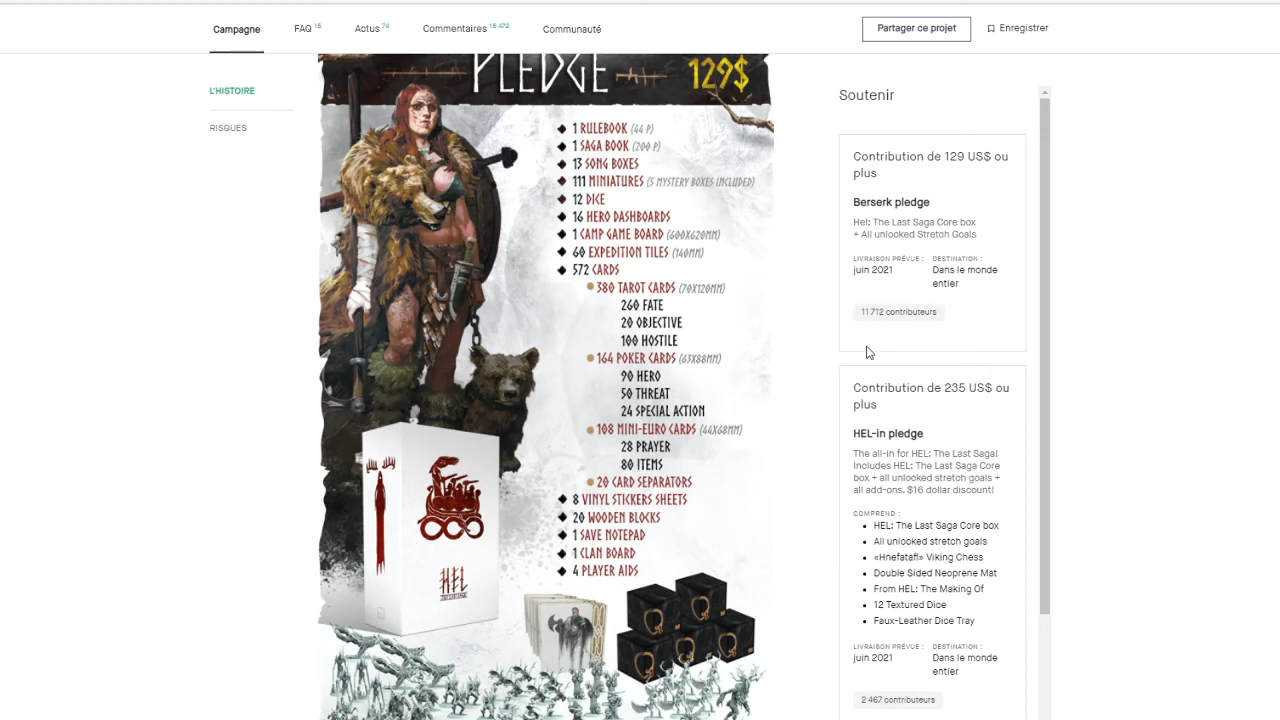 Campagne
FAQ 15
Actus 74
Commentaires 15 472
Communauté
Partager ce projet
Enregistrer
L'HISTOIRE
RISQUES
PLEDGE 129$
1 RULEBOOK (44 P)
1 SAGA BOOK (200 P)
13 SONG BOXES
111 MINIATURES (5 MYSTERY BOXES INCLUDED)
12 DICE
16 HERO DASHBOARDS
1 CAMP GAME BOARD (600X620MM)
60 EXPEDITION TILES (140MM)
572 CARDS
380 TAROT CARDS (70X120MM)
260 FATE
20 OBJECTIVE
100 HOSTILE
164 POKER CARDS (63X88MM)
90 HERO
50 THREAT
24 SPECIAL ACTION
108 MINI-EURO CARDS (44X68MM)
28 PRAYER
80 ITEMS
20 CARD SEPARATORS
8 VINYL STICKERS SHEETS
20 WOODEN BLOCKS
1 SAVE NOTEPAD
1 CLAN BOARD
4 PLAYER AIDS
HEL
Soutenir
Contribution de 129 US$ ou
plus
Berserk pledge
Hel: The Last Saga Core box
+ All unlooked Stretch Goals
LIVRAISON PRÉVUE : DESTINATION :
juin 2021 Dans le monde
entier
11 712 contributeurs
Contribution de 235 US$ ou
plus
HEL-in pledge
The all-in for HEL: The Last Saga!
Includes HEL: The Last Saga Core
box + all unlocked stretch goals +
all add-ons. $16 dollar discount!
COMPREND :
HEL: The Last Saga Core box
All unlocked stretch goals
«Hnefatafl» Viking Chess
Double Sided Neoprene Mat
From HEL: The Making Of
12 Textured Dice
Faux-Leather Dice Tray
LIVRAISON PRÉVUE : DESTINATION :
juin 2021 Dans le monde
entier
2 467 contributeurs